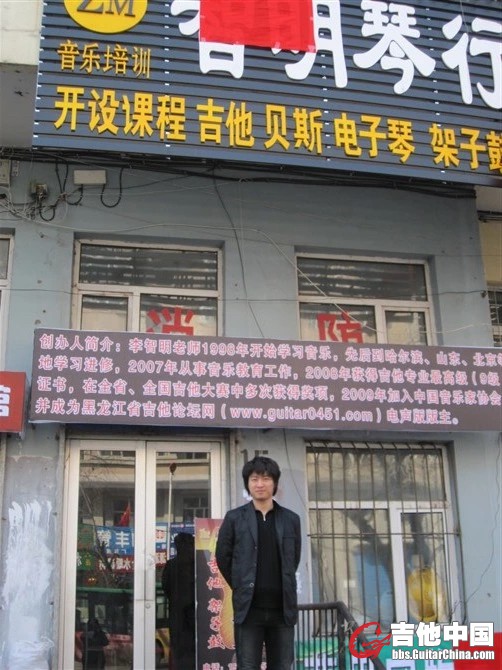 ZM
音乐培训
智明琴行
开设课程 吉他 贝斯 电子琴 架子鼓
消 防
创办人简介：李智明老师1998年开始学习音乐，先后到哈尔滨、山东、北京
地学习进修，2007年从事音乐教育工作，2008年获得吉他专业最高级（9级
证书，在全省、全国吉他大赛中多次获得奖项，2009年加入中国音乐家协会
并成为黑龙江省吉他论坛网（www.guitar0451.com）电声版版主。
吉他
吉他中国
bbs.GuitarChina.com